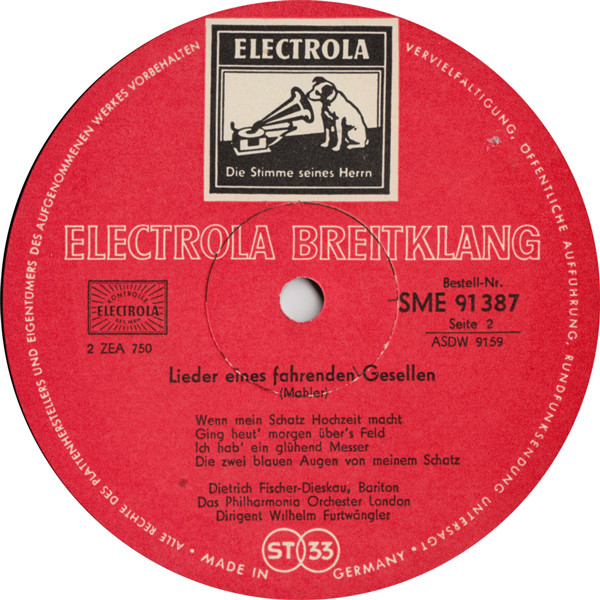 ELECTROLA
Die Stimme seines Herrn
ELECTROLA BREITKLANG
KONTROLLE
ELECTROLA
2 ZEA 750
Bestell-Nr.
SME 91 387
Seite 2
ASDW 9159
Lieder eines fahrenden Gesellen
(Mahler)
Wenn mein Schatz Hochzeit macht
Ging heut' morgen über's Feld
Ich hab' ein glühend Messer
Die zwei blauen Augen von meinem Schatz
Dietrich Fischer-Dieskau, Bariton
Das Philharmonia Orchester London
Dirigent Wilhelm Furtwängler
ST 33
MADE IN GERMANY
• ALLE RECHTE DES PLATTENHERSTELLERS UND EIGENTÜMERS DES AUFGENOMMENEN WERKES VORBEHALTEN
VERVIELFÄLTIGUNG, ÖFFENTLICHE AUFFÜHRUNG, RUNDFUNKSENDUNG UNTERSAGT •